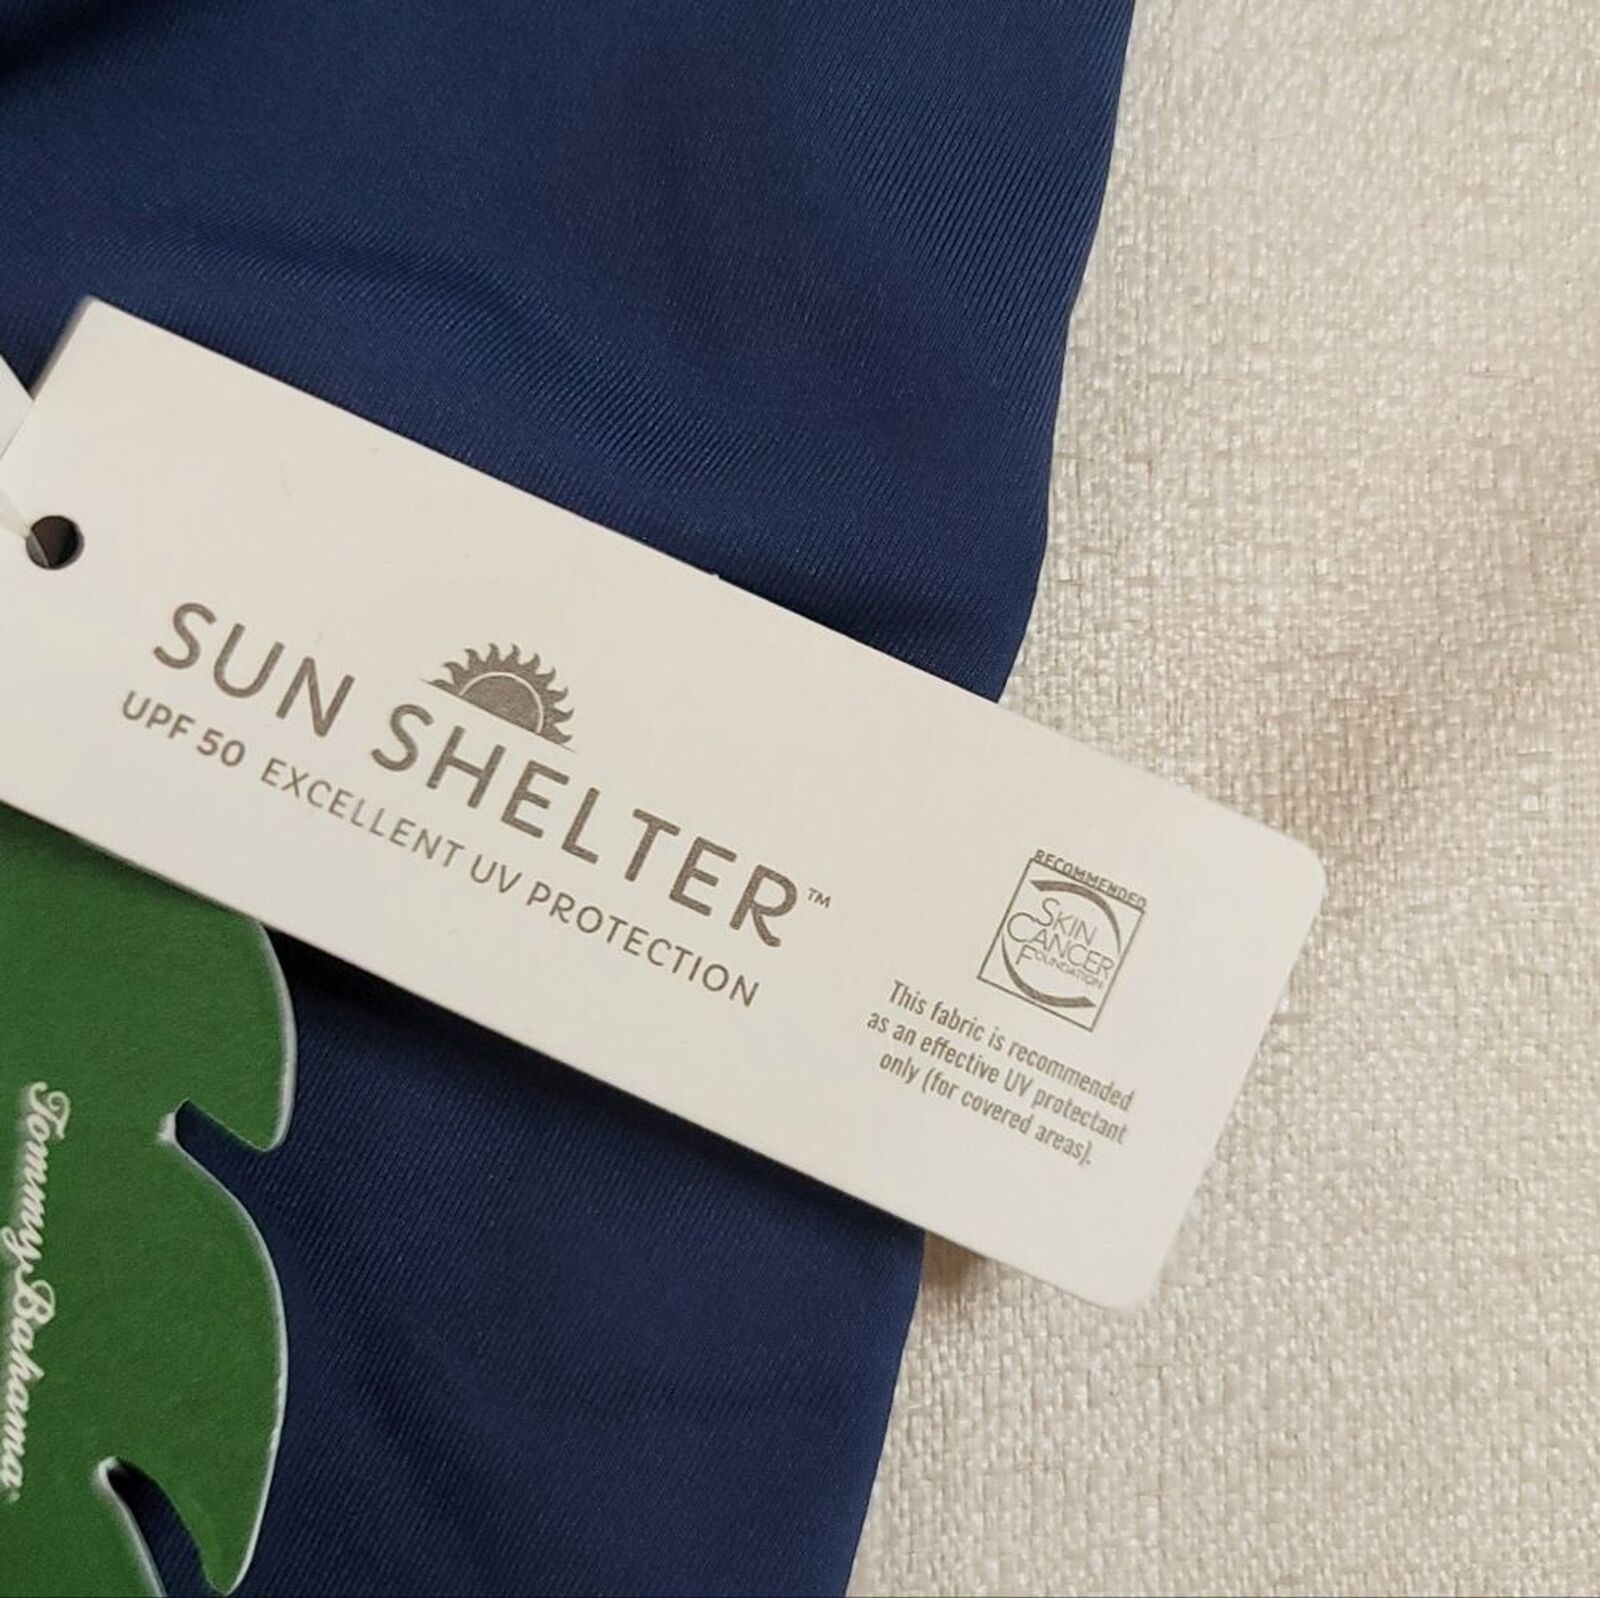 SUN SHELTER™
UPF 50 EXCELLENT UV PROTECTION
RECOMMENDED
SKIN
CANCER
FOUNDATION
This fabric is recommended
as an effective UV protectant
only (for covered areas).
Tommy Bahama